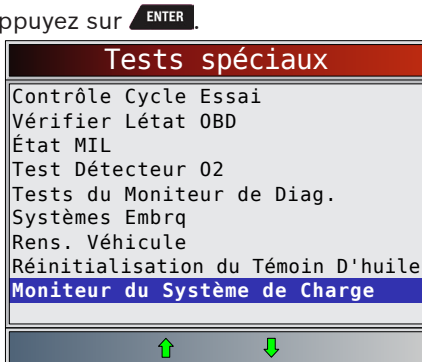 ppuyez sur ENTER.
Tests spéciaux
Contrôle Cycle Essai
Vérifier Létat OBD
État MIL
Test Détecteur O2
Tests du Moniteur de Diag.
Systèmes Embrq
Rens. Véhicule
Réinitialisation du Témoin D'huile
Moniteur du Système de Charge